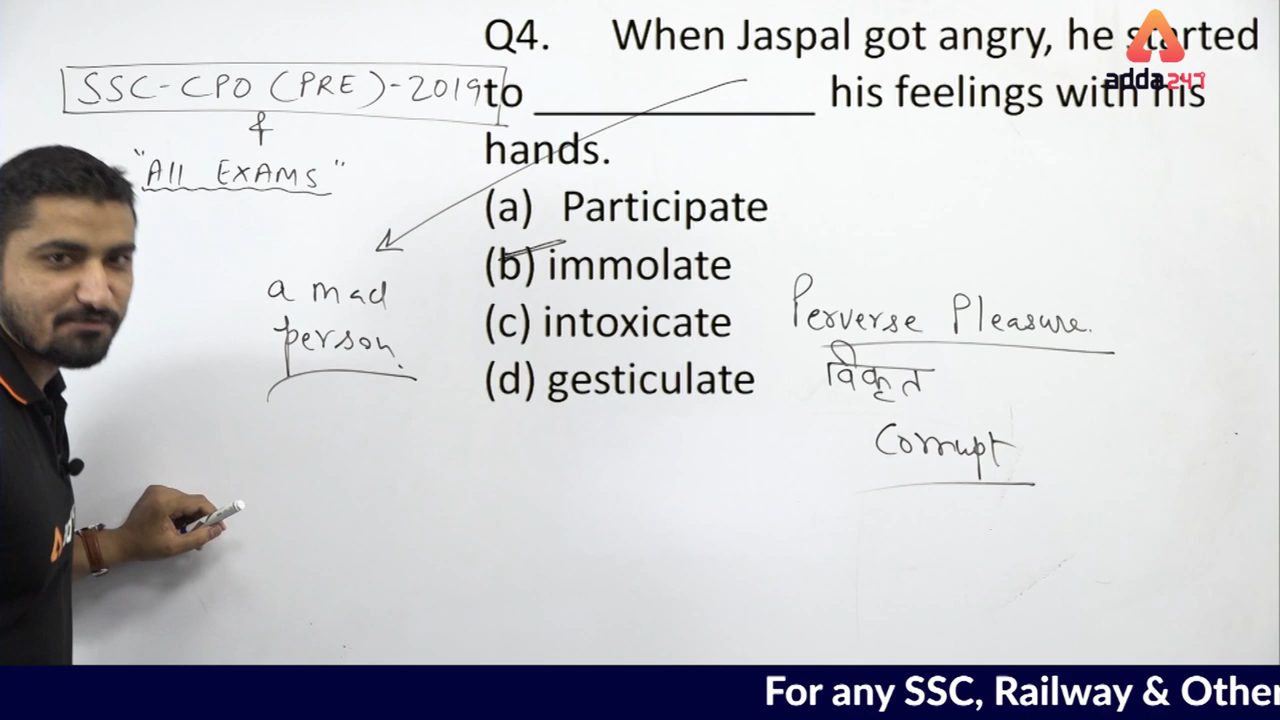 Q4. When Jaspal got angry, he started
to ______________ his feelings with his
hands.
(a) Participate
(b) immolate
(c) intoxicate
(d) gesticulate
SSC-CPO (PRE)-2019
&
"All EXAMS"
a mad
person.
Perverse Pleasure.
विकृत
Corrupt
adda247
For any SSC, Railway & Other